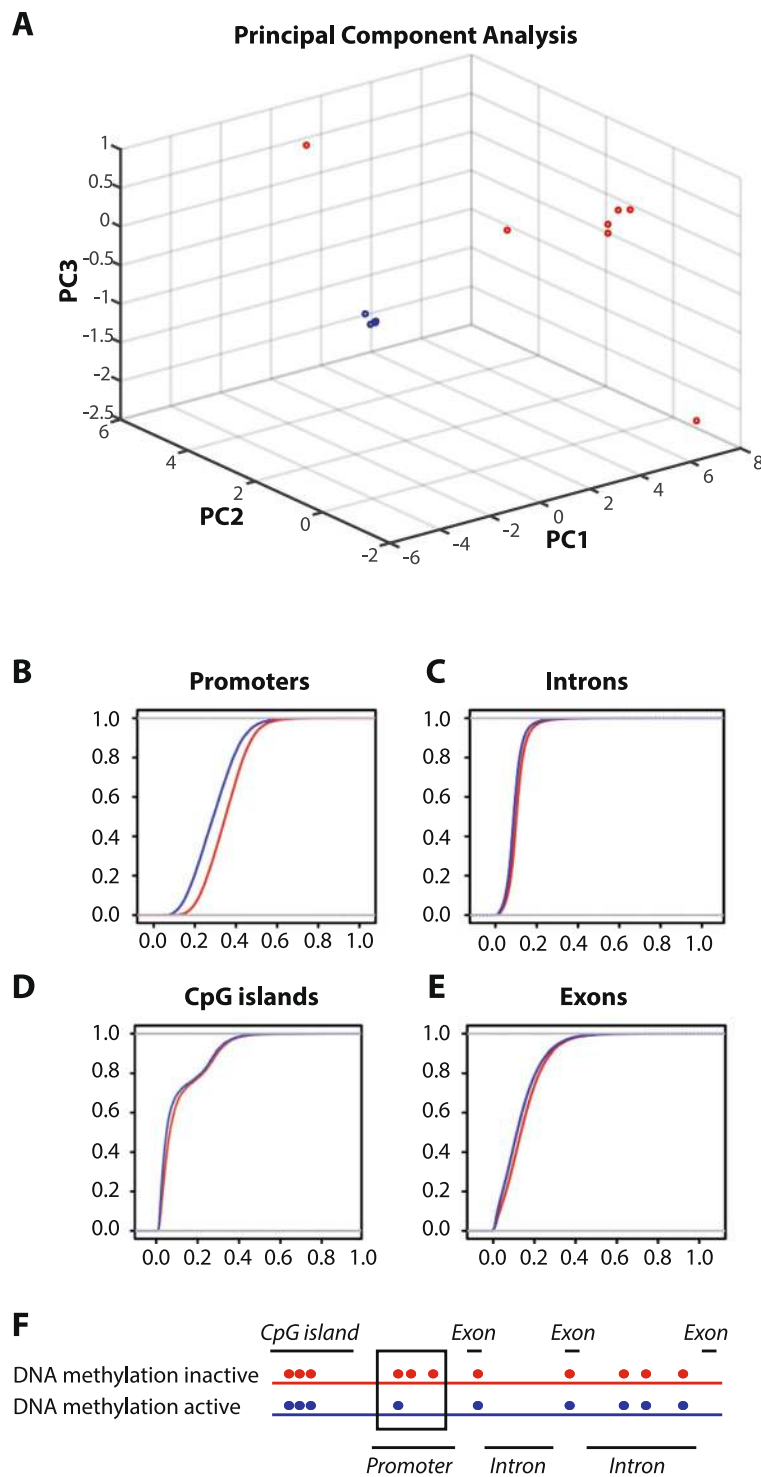 A
Principal Component Analysis
1
0.5
0
-0.5
-1
-1.5
-2
-2.5
PC3
6
4
2
0
-2
PC2
-6
-4
-2
0
2
4
6
8
PC1
B
Promoters
1.0
0.8
0.6
0.4
0.2
0.0
0.0 0.2 0.4 0.6 0.8 1.0
C
Introns
1.0
0.8
0.6
0.4
0.2
0.0
0.0 0.2 0.4 0.6 0.8 1.0
D
CpG islands
1.0
0.8
0.6
0.4
0.2
0.0
0.0 0.2 0.4 0.6 0.8 1.0
E
Exons
1.0
0.8
0.6
0.4
0.2
0.0
0.0 0.2 0.4 0.6 0.8 1.0
F
CpG island Exon Exon Exon
DNA methylation inactive
DNA methylation active
Promoter Intron Intron